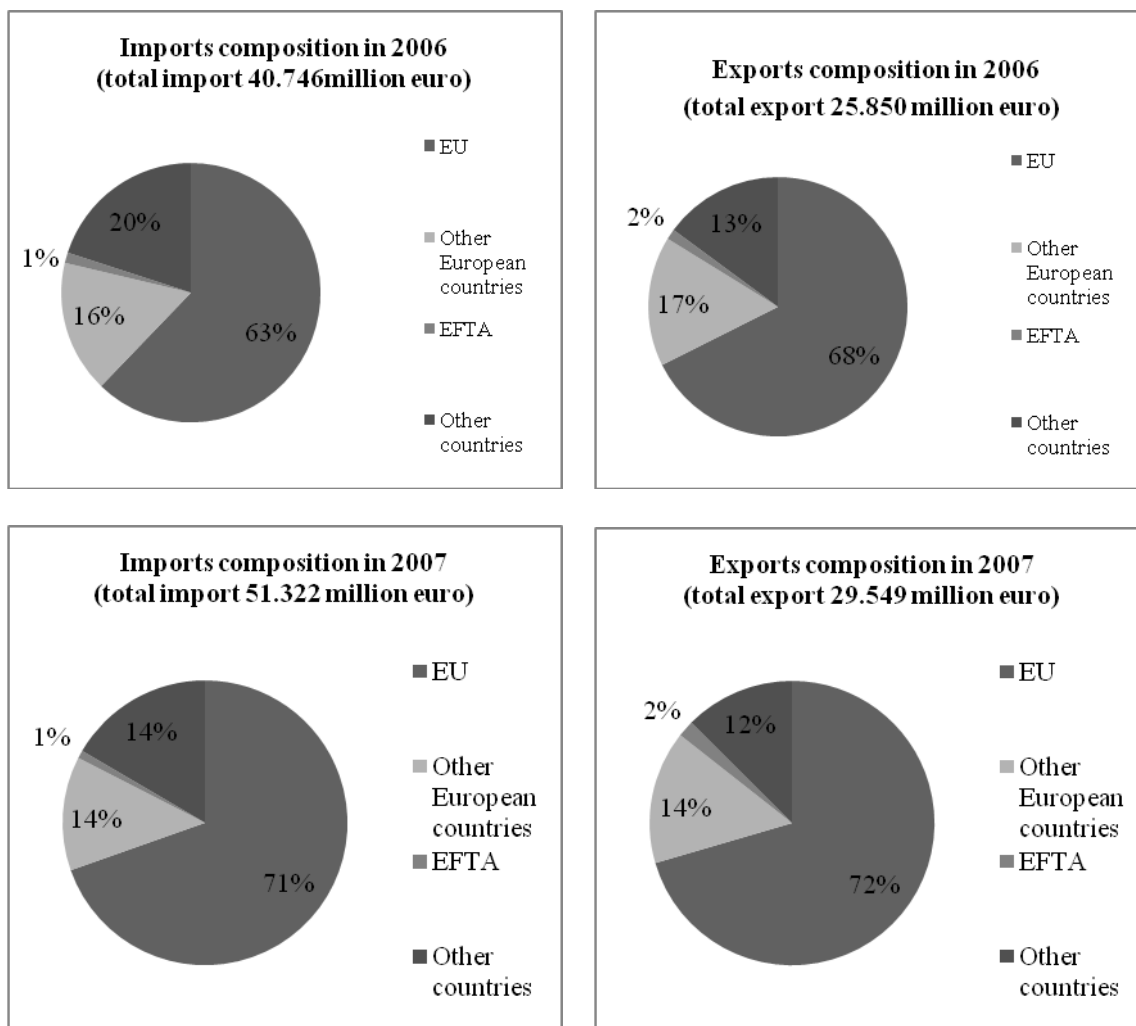 Imports composition in 2006
(total import 40.746million euro)
EU
Other
European
countries
EFTA
Other
countries
20%
1%
16%
63%
Exports composition in 2006
(total export 25.850 million euro)
EU
Other
European
countries
EFTA
Other
countries
2%
13%
17%
68%
Imports composition in 2007
(total import 51.322 million euro)
EU
Other
European
countries
EFTA
Other
countries
1%
14%
14%
71%
Exports composition in 2007
(total export 29.549 million euro)
EU
Other
European
countries
EFTA
Other
countries
2%
12%
14%
72%